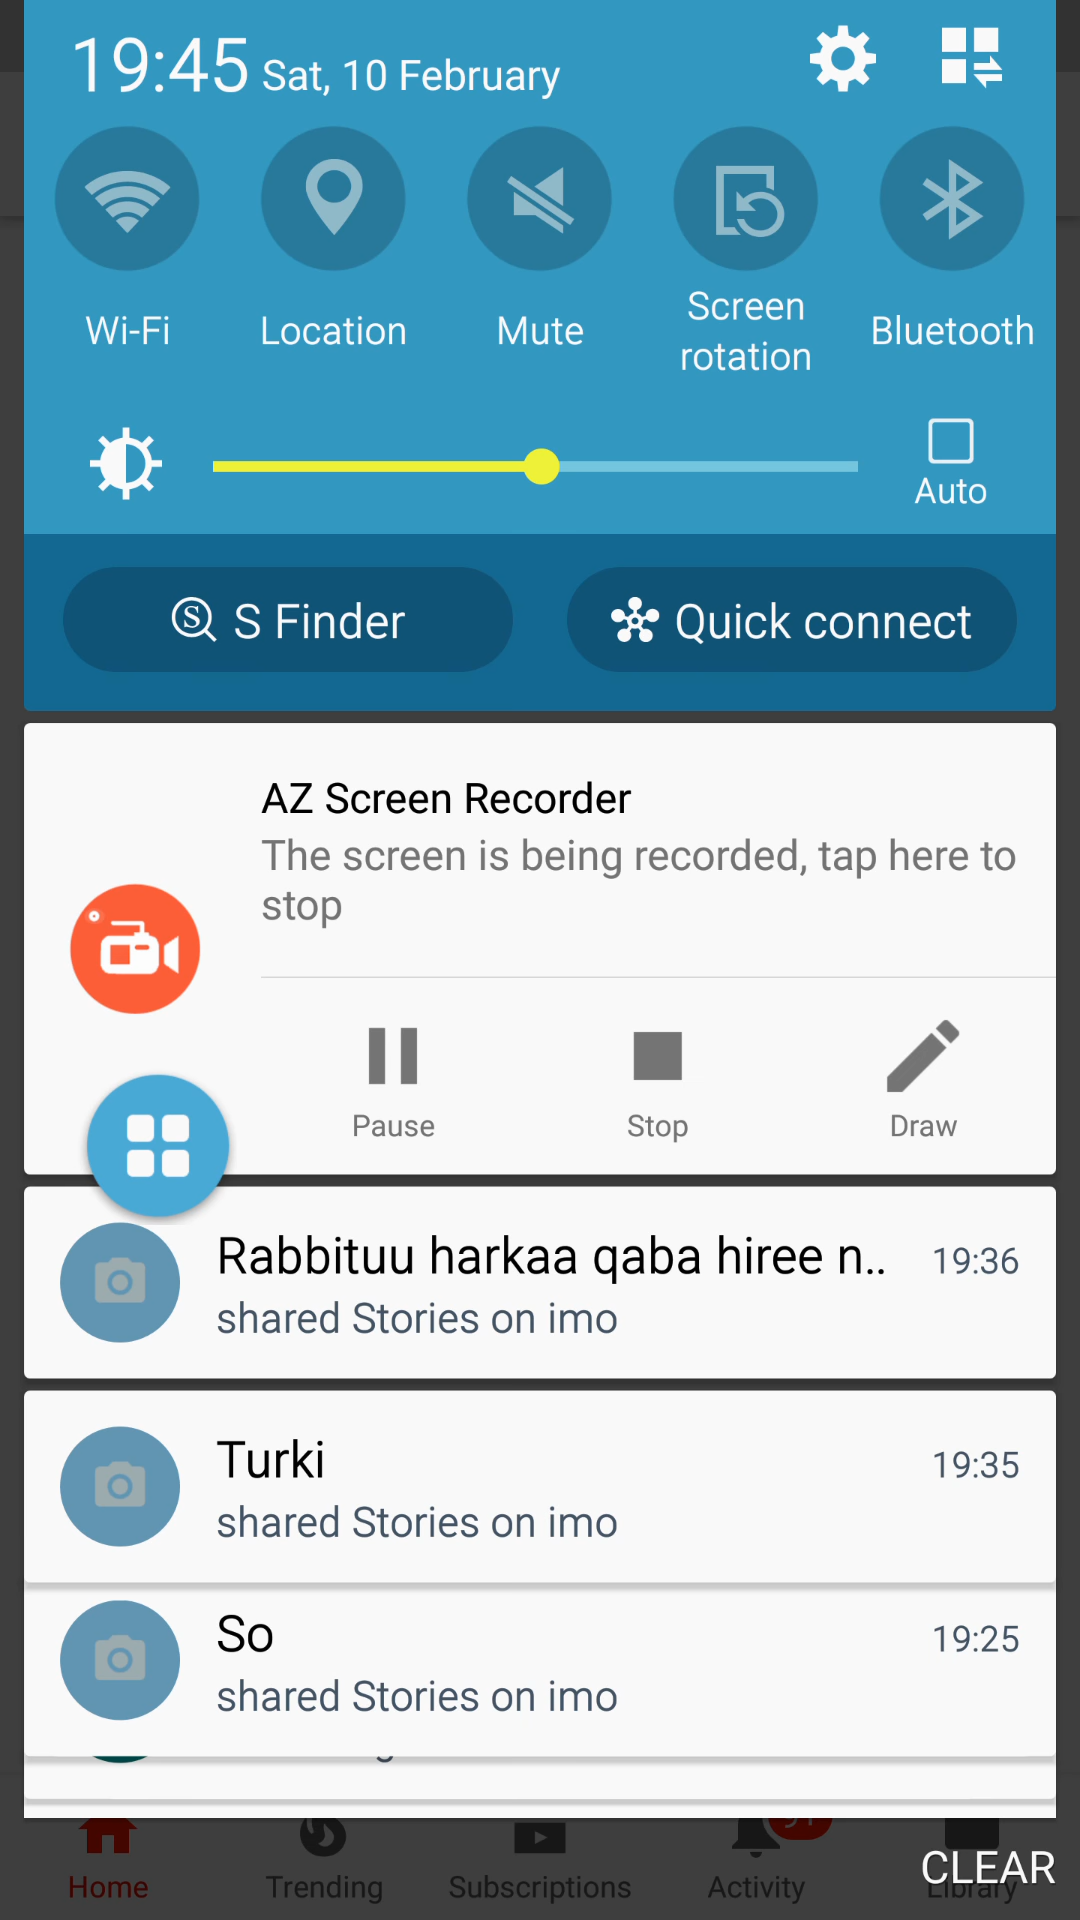 19:45 Sat, 10 February
Wi-Fi
Location
Mute
Screen rotation
Bluetooth
Auto
S Finder
Quick connect
AZ Screen Recorder
The screen is being recorded, tap here to
stop
Pause
Stop
Draw
Rabbituu harkaa qaba hiree n.. 19:36
shared Stories on imo
Turki 19:35
shared Stories on imo
So 19:25
shared Stories on imo
CLEAR
Home
Trending
Subscriptions
Activity
Library